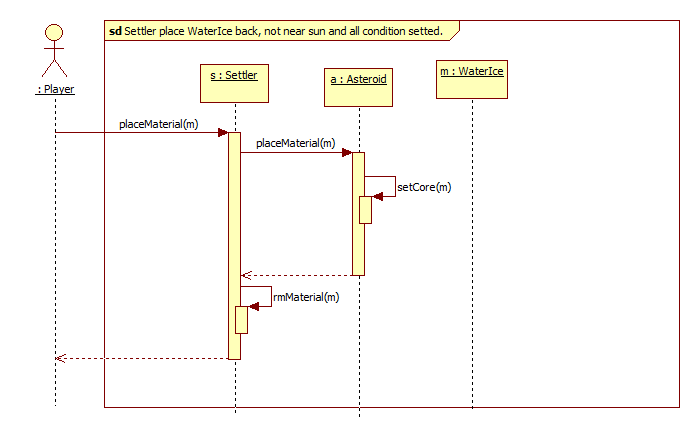 sd Settler place WaterIce back, not near sun and all condition setted.
s : Settler
a : Asteroid
m : WaterIce
: Player
placeMaterial(m)
placeMaterial(m)
setCore(m)
rmMaterial(m)